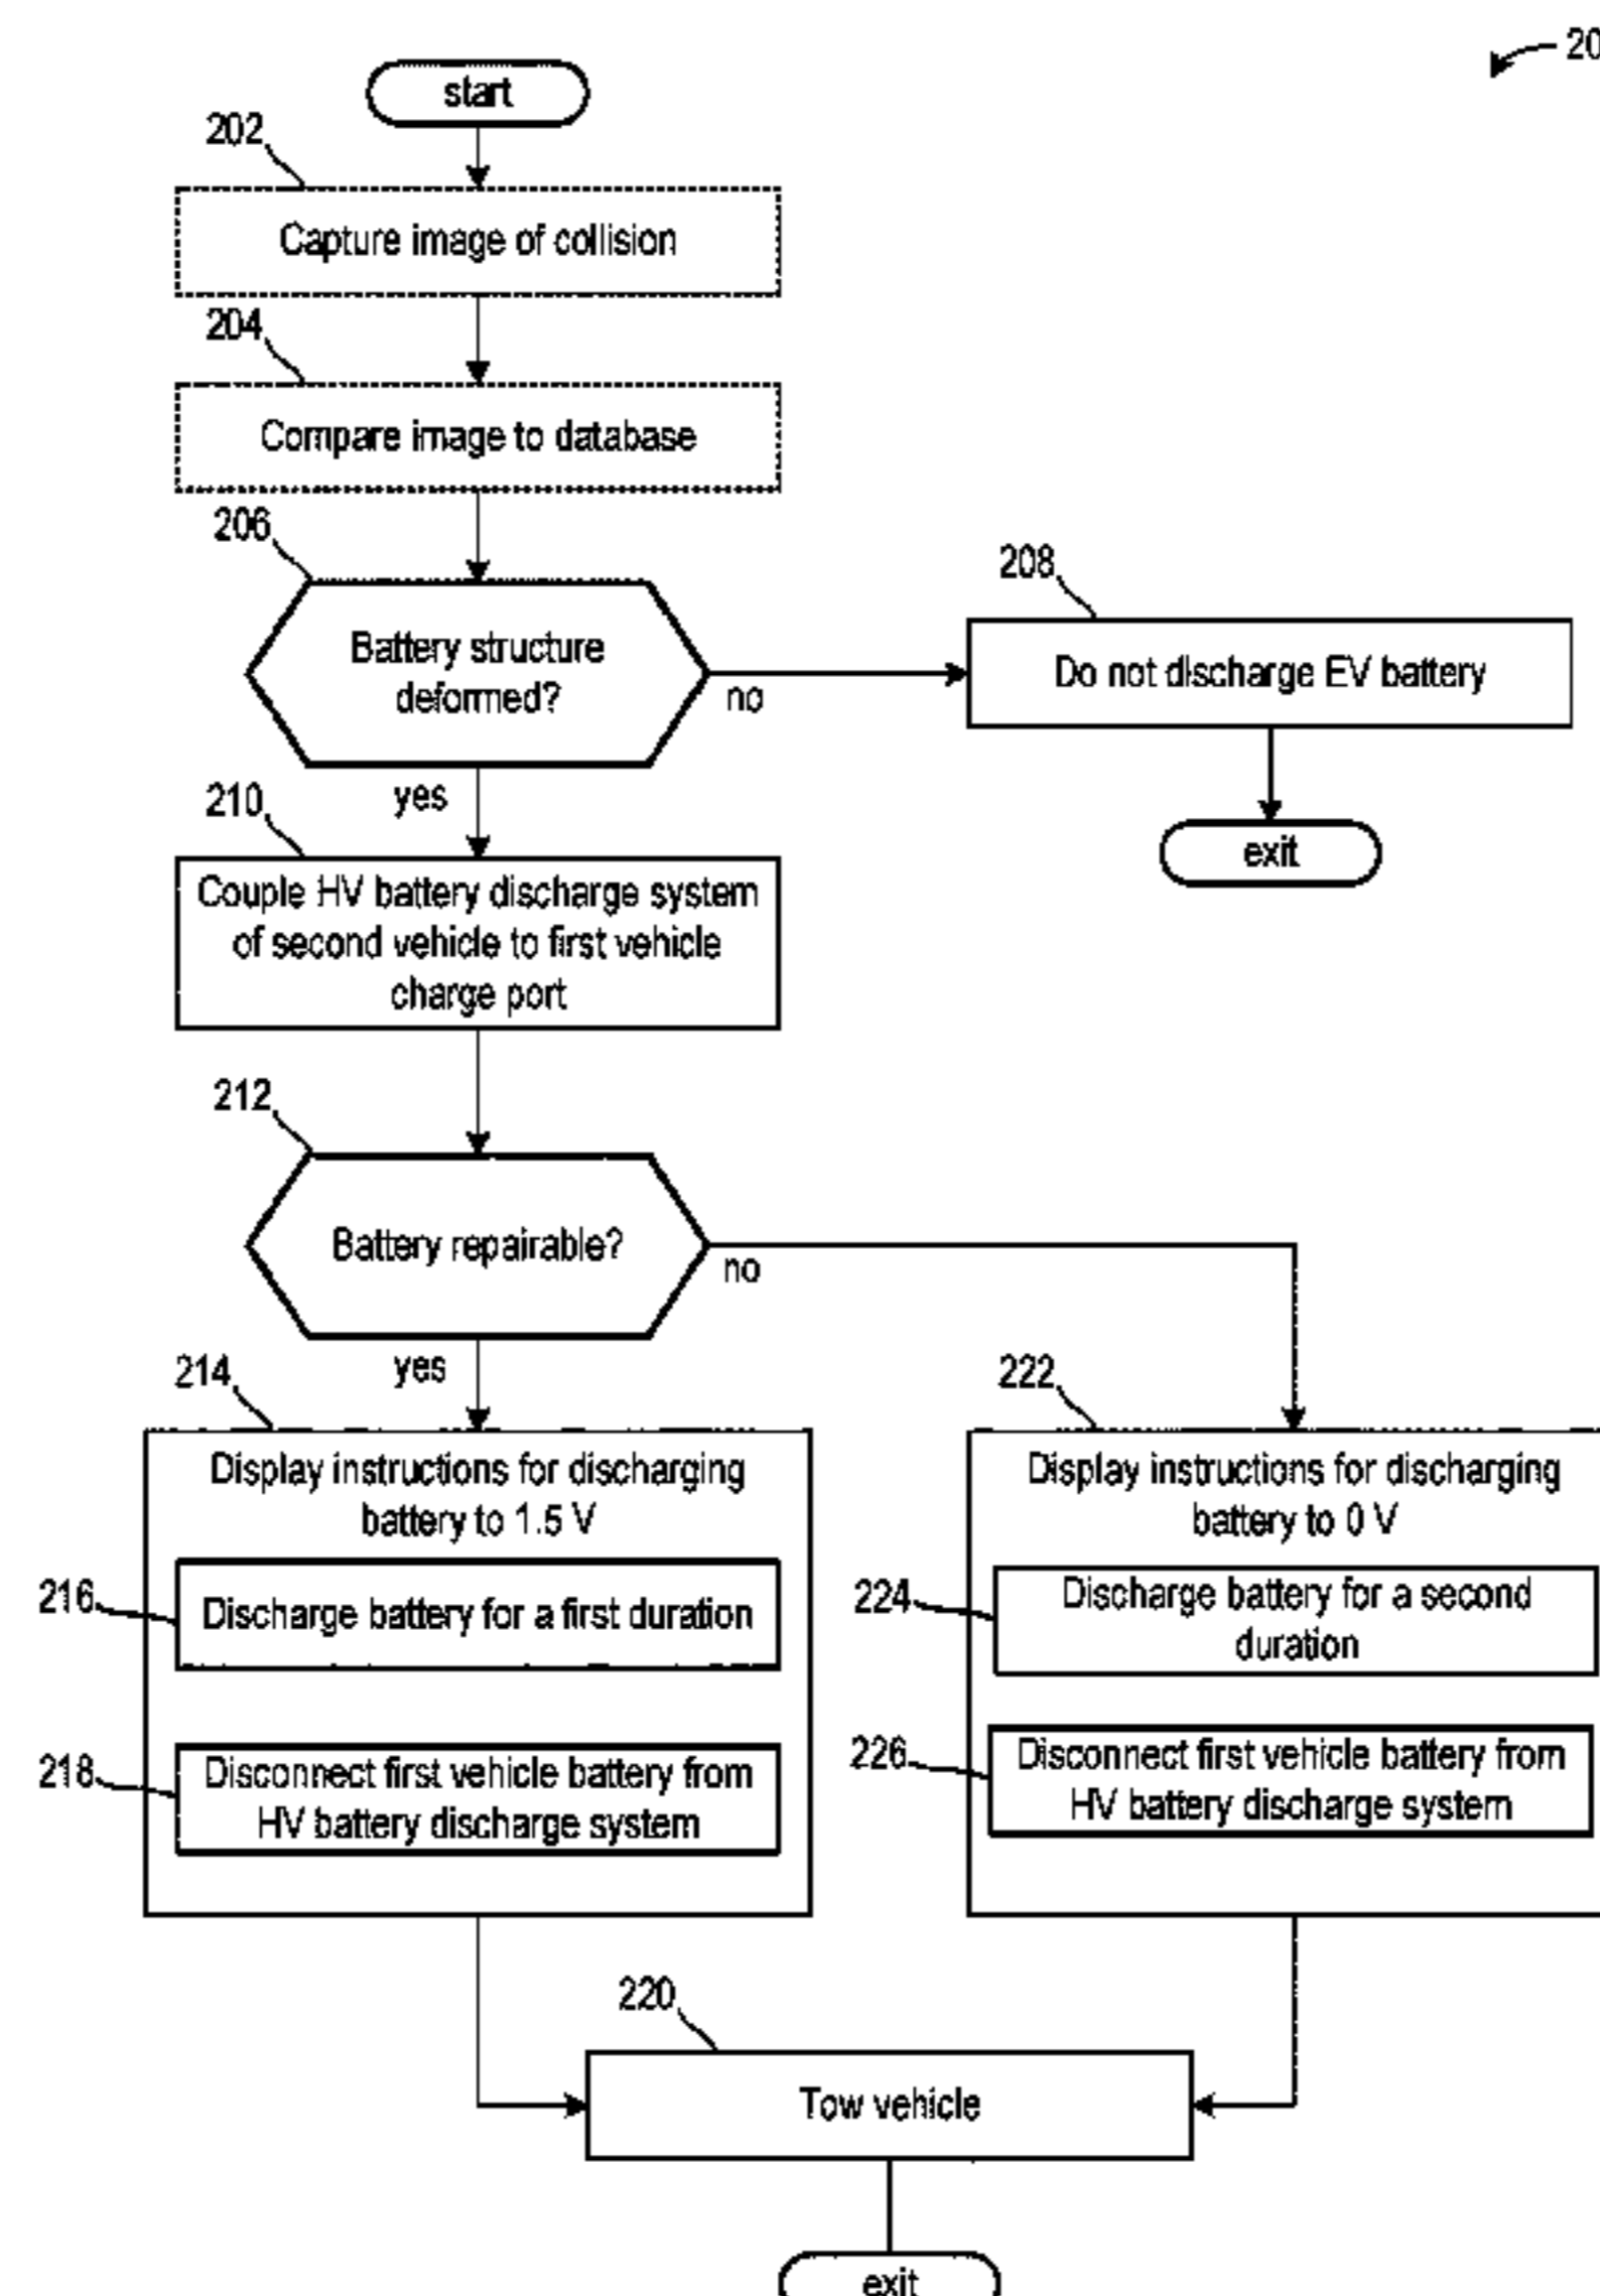 20
start
202
Capture image of collision
204
Compare image to database
206
Battery structure
deformed?
no
208
Do not discharge EV battery
exit
yes
210
Couple HV battery discharge system
of second vehicle to first vehicle
charge port
212
Battery repairable?
no
yes
214
Display instructions for discharging
battery to 1.5 V
216
Discharge battery for a first duration
218
Disconnect first vehicle battery from
HV battery discharge system
222
Display instructions for discharging
battery to 0 V
224
Discharge battery for a second
duration
226
Disconnect first vehicle battery from
HV battery discharge system
220
Tow vehicle
exit